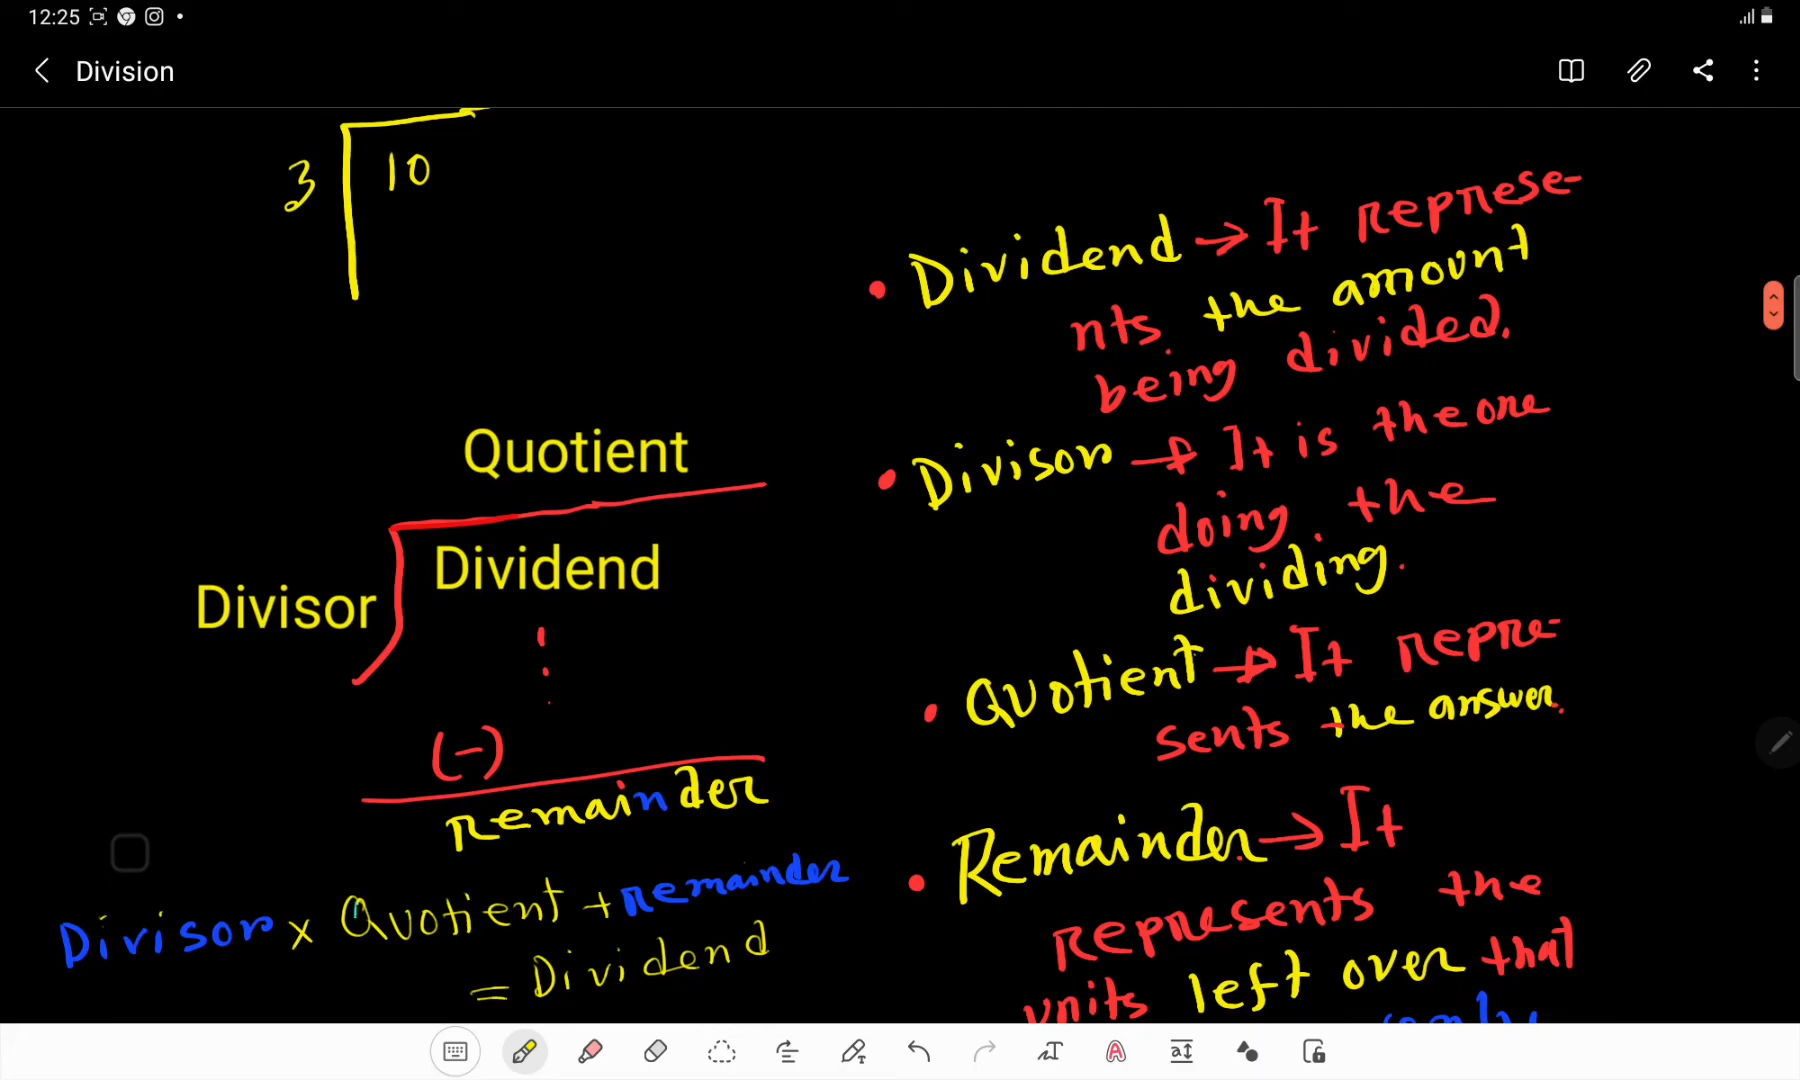 12:25
Division
3 10
• Dividend → It represe-
nts the amount
being divided.
Quotient
Divisor Dividend
(-)
Remainder
Divisor x Quotient + remainder
= Dividend
• Divisor → It is the one
doing the
dividing.
• Quotient → It repre-
sents the answer.
• Remainder → It
represents the
units left over that